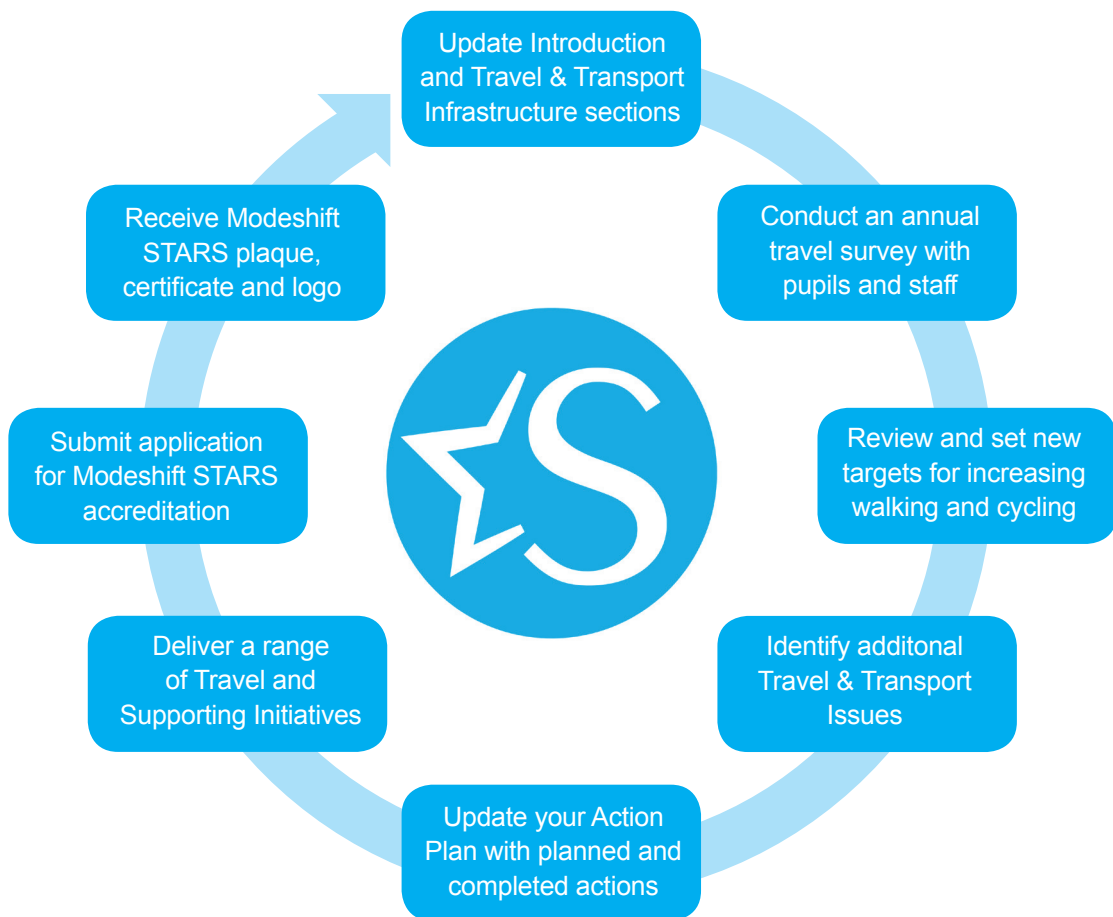 Update Introduction
and Travel & Transport
Infrastructure sections
Conduct an annual
travel survey with
pupils and staff
Review and set new
targets for increasing
walking and cycling
Identify additonal
Travel & Transport
Issues
Update your Action
Plan with planned and
completed actions
Deliver a range
of Travel and
Supporting Initiatives
Submit application
for Modeshift STARS
accreditation
Receive Modeshift
STARS plaque,
certificate and logo
S